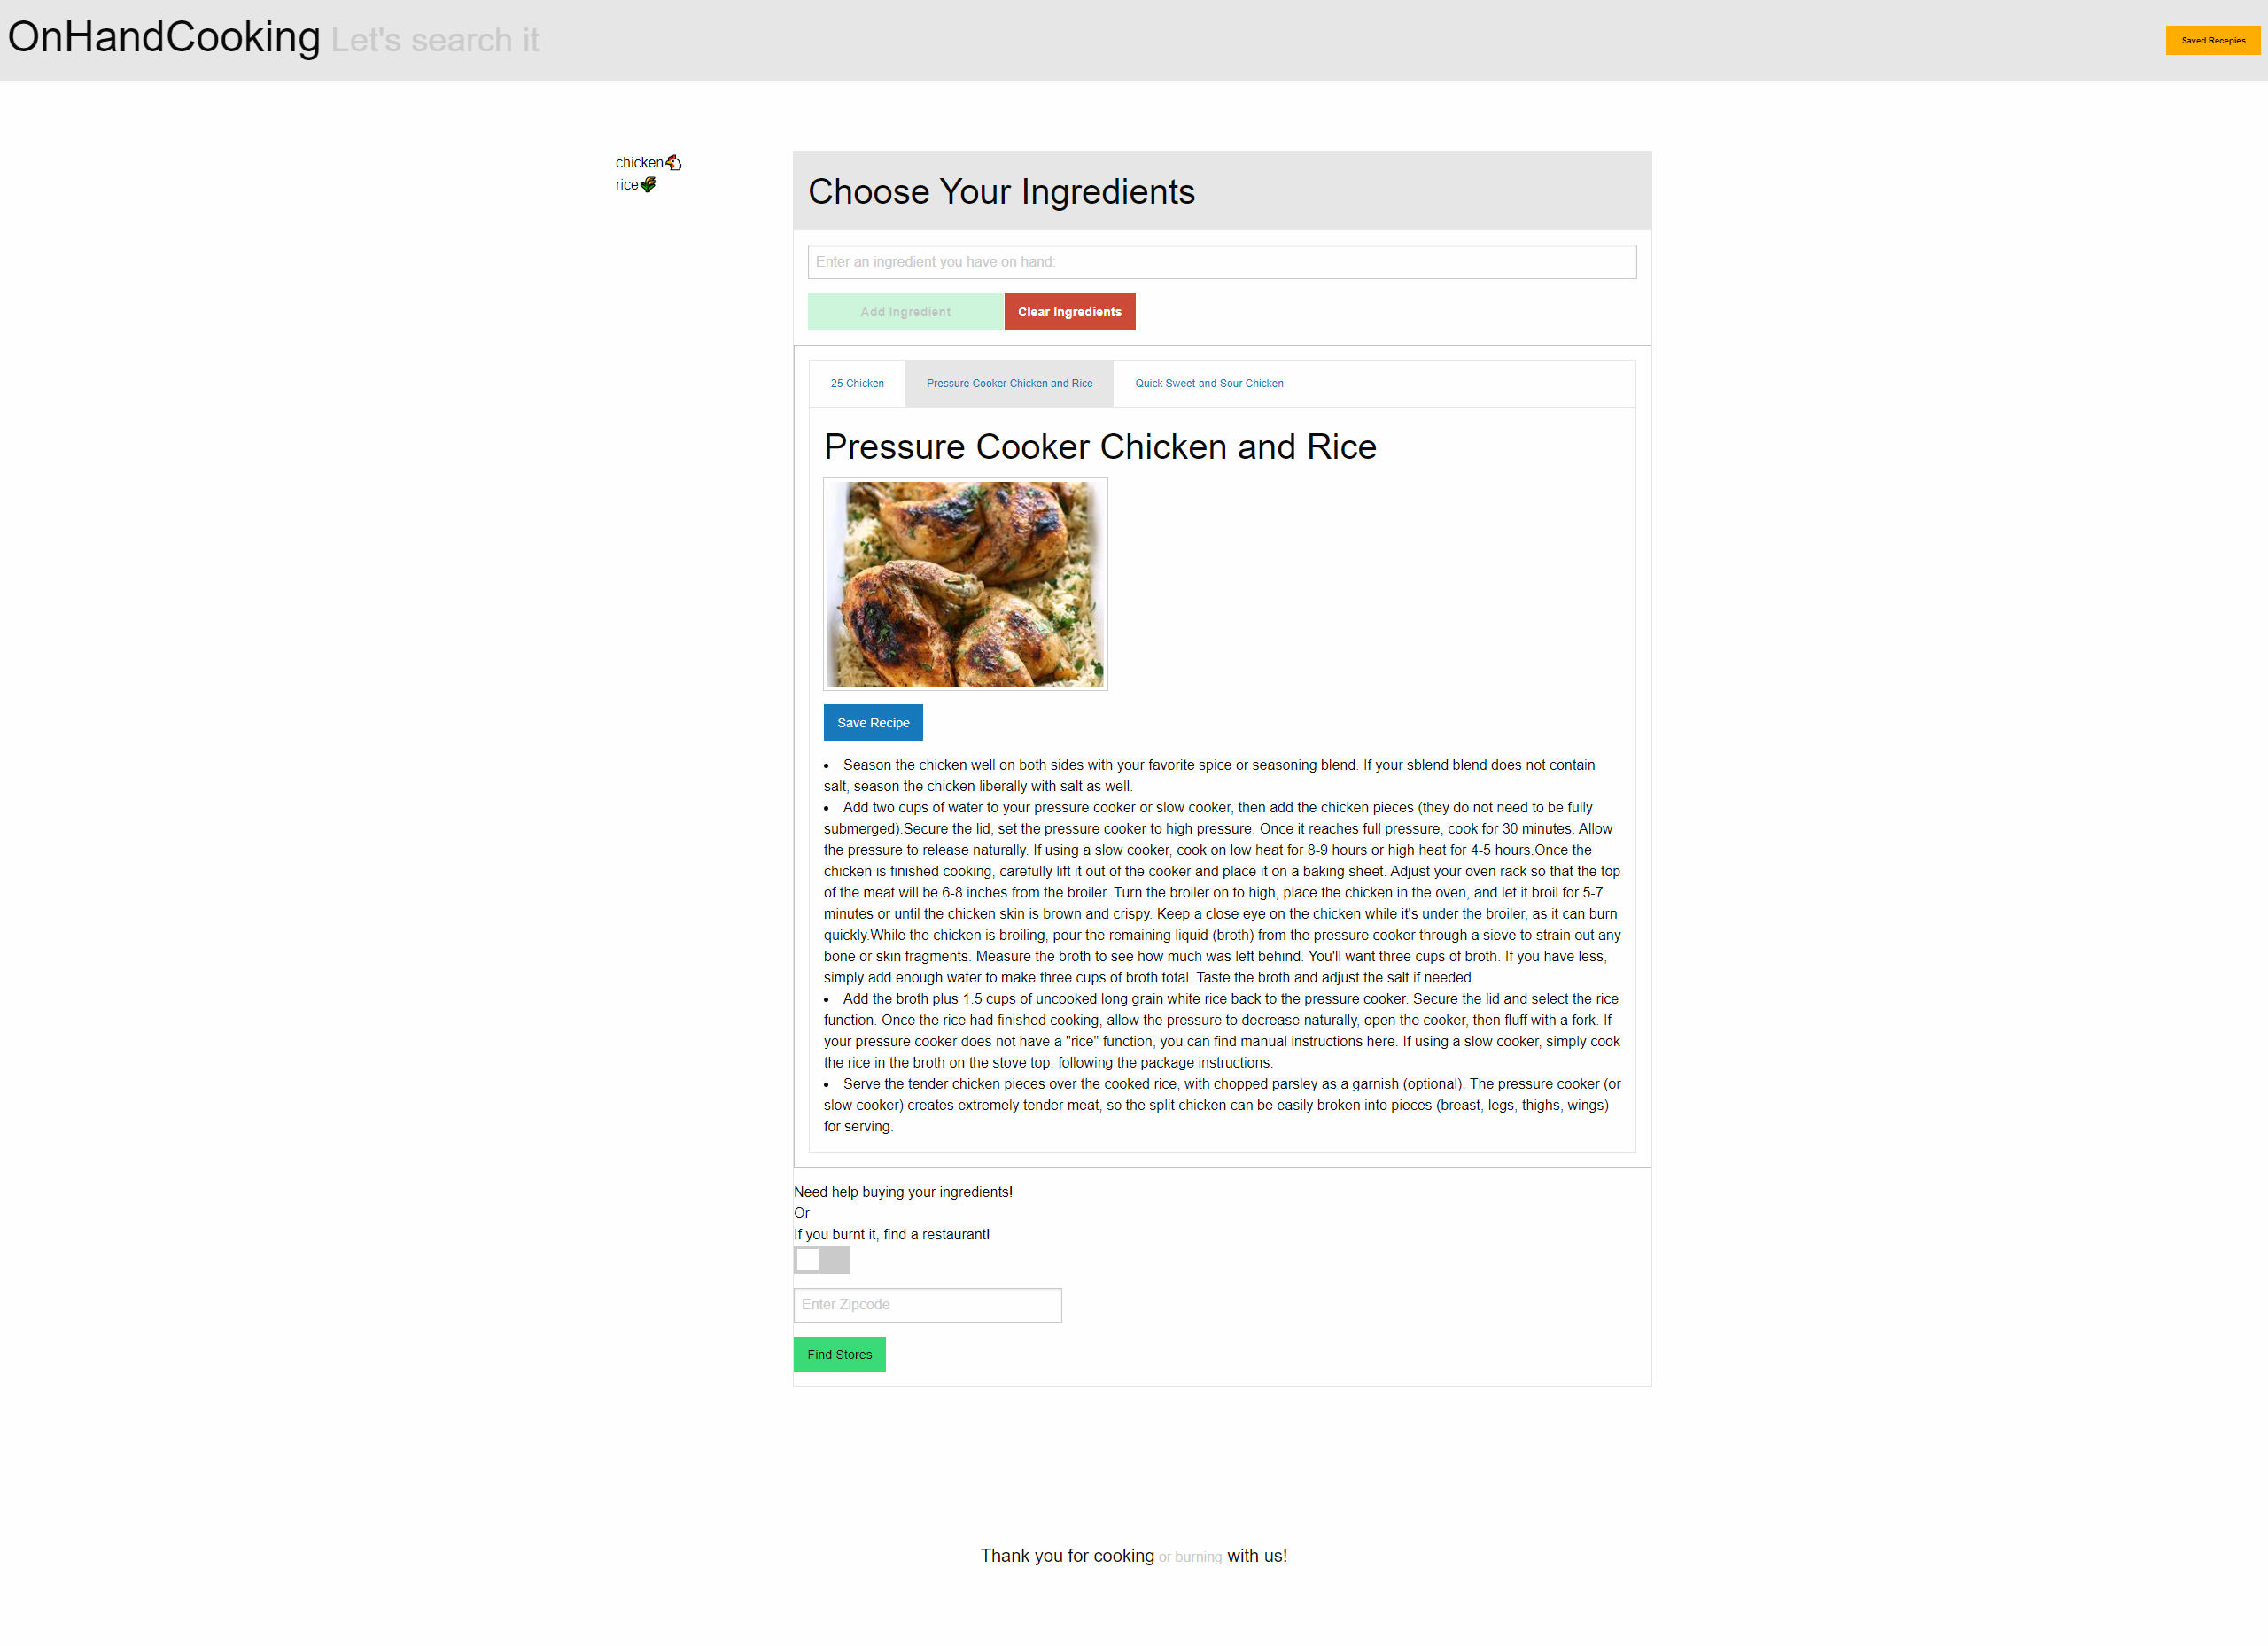 OnHandCooking Let's search it
Saved Recepies
chicken🐔
rice🌾
Choose Your Ingredients
Enter an ingredient you have on hand:
Add Ingredient Clear Ingredients
25 Chicken Pressure Cooker Chicken and Rice Quick Sweet-and-Sour Chicken
Pressure Cooker Chicken and Rice
Save Recipe
• Season the chicken well on both sides with your favorite spice or seasoning blend. If your sblend blend does not contain
salt, season the chicken liberally with salt as well.
• Add two cups of water to your pressure cooker or slow cooker, then add the chicken pieces (they do not need to be fully
submerged).Secure the lid, set the pressure cooker to high pressure. Once it reaches full pressure, cook for 30 minutes. Allow
the pressure to release naturally. If using a slow cooker, cook on low heat for 8-9 hours or high heat for 4-5 hours.Once the
chicken is finished cooking, carefully lift it out of the cooker and place it on a baking sheet. Adjust your oven rack so that the top
of the meat will be 6-8 inches from the broiler. Turn the broiler on to high, place the chicken in the oven, and let it broil for 5-7
minutes or until the chicken skin is brown and crispy. Keep a close eye on the chicken while it's under the broiler, as it can burn
quickly.While the chicken is broiling, pour the remaining liquid (broth) from the pressure cooker through a sieve to strain out any
bone or skin fragments. Measure the broth to see how much was left behind. You'll want three cups of broth. If you have less,
simply add enough water to make three cups of broth total. Taste the broth and adjust the salt if needed.
• Add the broth plus 1.5 cups of uncooked long grain white rice back to the pressure cooker. Secure the lid and select the rice
function. Once the rice had finished cooking, allow the pressure to decrease naturally, open the cooker, then fluff with a fork. If
your pressure cooker does not have a "rice" function, you can find manual instructions here. If using a slow cooker, simply cook
the rice in the broth on the stove top, following the package instructions.
• Serve the tender chicken pieces over the cooked rice, with chopped parsley as a garnish (optional). The pressure cooker (or
slow cooker) creates extremely tender meat, so the split chicken can be easily broken into pieces (breast, legs, thighs, wings)
for serving.
Need help buying your ingredients!
Or
If you burnt it, find a restaurant!
Enter Zipcode
Find Stores
Thank you for cooking or burning with us!